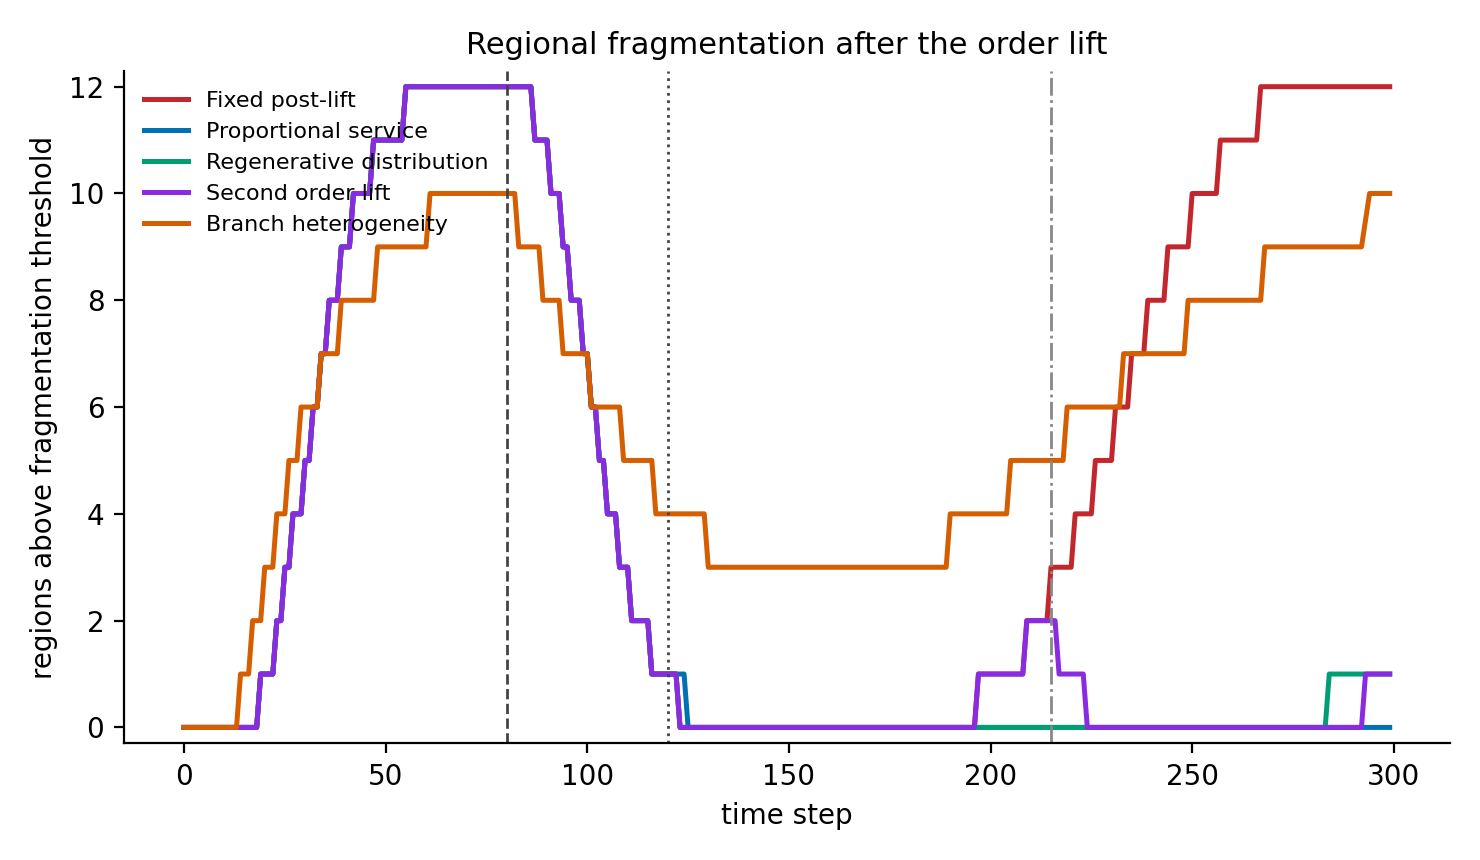 Regional fragmentation after the order lift
regions above fragmentation threshold
12
10
8
6
4
2
0
Fixed post-lift
Proportional service
Regenerative distribution
Second order lift
Branch heterogeneity
0 50 100 150 200 250 300
time step